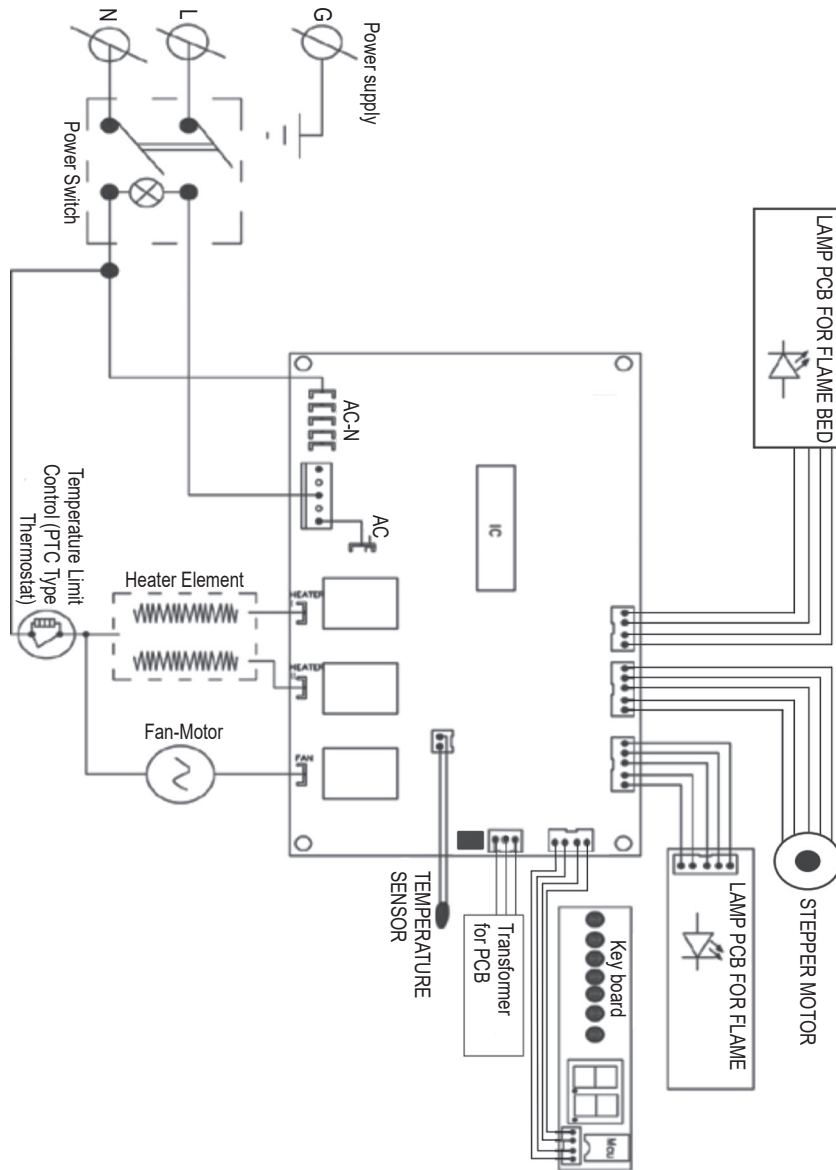 Power supply
N
L
G
Power Switch
LAMP PCB FOR FLAME BED
AC-N
AC
IC
Temperature Limit
Control (PTC Type
Thermostat)
Heater Element
HEATER
I
HEATER
II
Fan-Motor
FAN
TEMPERATURE
SENSOR
Transformer
for PCB
Key board
Mcu
LAMP PCB FOR FLAME
STEPPER MOTOR